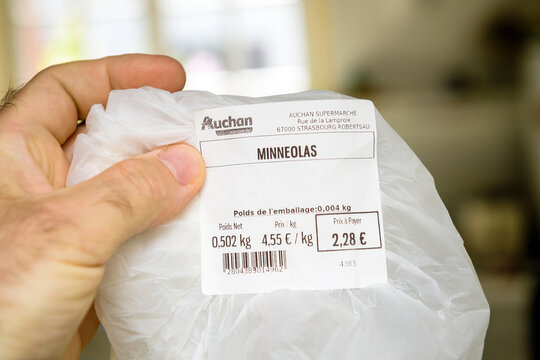 Auchan
AUCHAN SUPERMARCHE
Rue de la Lamproie
67000 STRASBOURG ROBERTSAU
MINNEOLAS
Poids de l'emballage:0,004 kg
Poids Net Prix / kg Prix à Payer
0,502 kg 4,55 € / kg 2,28 €
2804383014962
4383